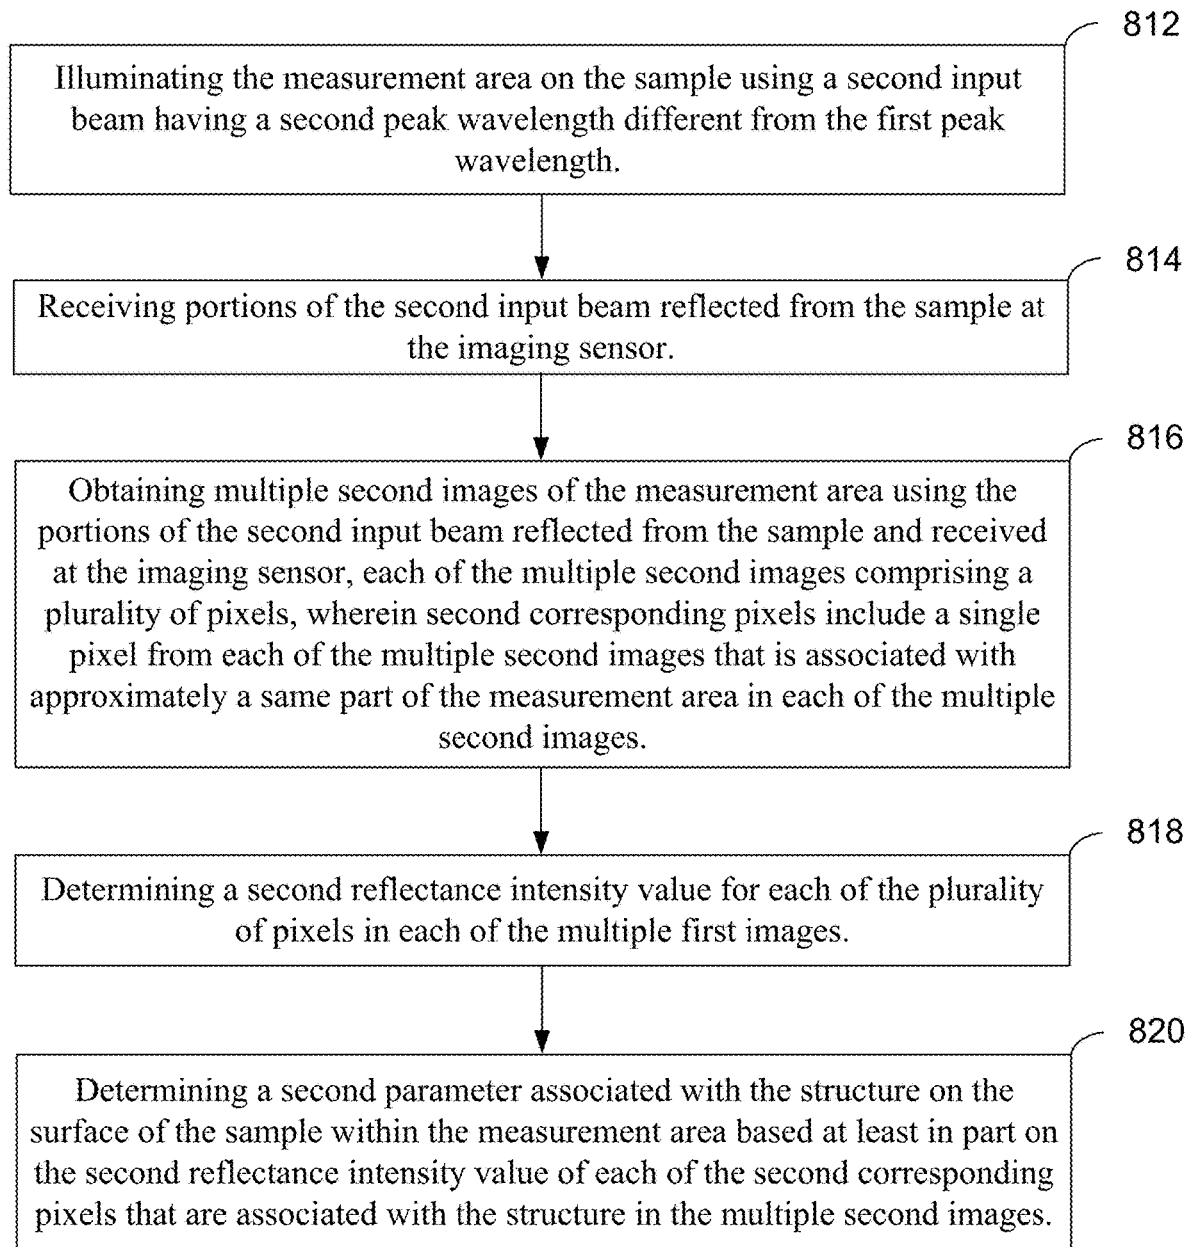 812
Illuminating the measurement area on the sample using a second input
beam having a second peak wavelength different from the first peak
wavelength.
814
Receiving portions of the second input beam reflected from the sample at
the imaging sensor.
816
Obtaining multiple second images of the measurement area using the
portions of the second input beam reflected from the sample and received
at the imaging sensor, each of the multiple second images comprising a
plurality of pixels, wherein second corresponding pixels include a single
pixel from each of the multiple second images that is associated with
approximately a same part of the measurement area in each of the multiple
second images.
818
Determining a second reflectance intensity value for each of the plurality
of pixels in each of the multiple first images.
820
Determining a second parameter associated with the structure on the
surface of the sample within the measurement area based at least in part on
the second reflectance intensity value of each of the second corresponding
pixels that are associated with the structure in the multiple second images.